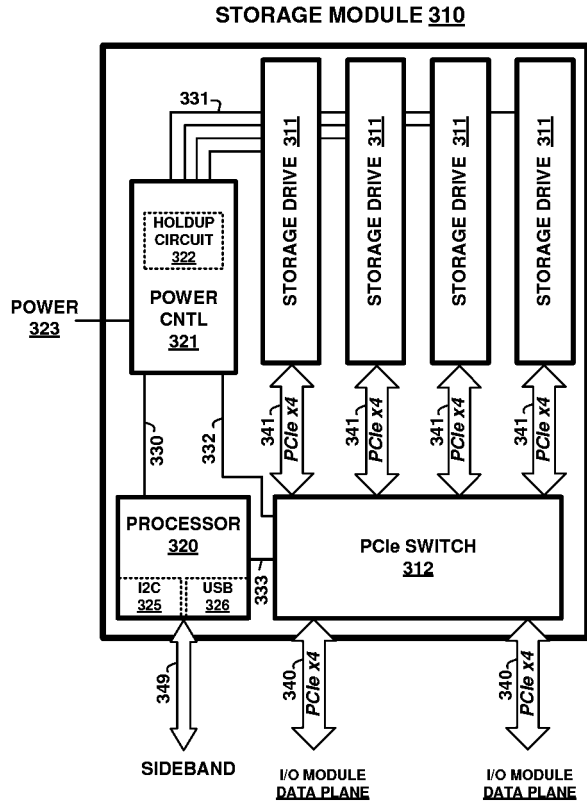 STORAGE MODULE 310
331
STORAGE DRIVE 311
STORAGE DRIVE 311
STORAGE DRIVE 311
STORAGE DRIVE 311
HOLDUP
CIRCUIT
322
POWER
CNTL
321
POWER
323
330
332
341
PCIe x4
341
PCIe x4
341
PCIe x4
341
PCIe x4
PROCESSOR
320
I2C
325
USB
326
333
PCIe SWITCH
312
349
340
PCIe x4
340
PCIe x4
SIDEBAND
I/O MODULE
DATA PLANE
I/O MODULE
DATA PLANE